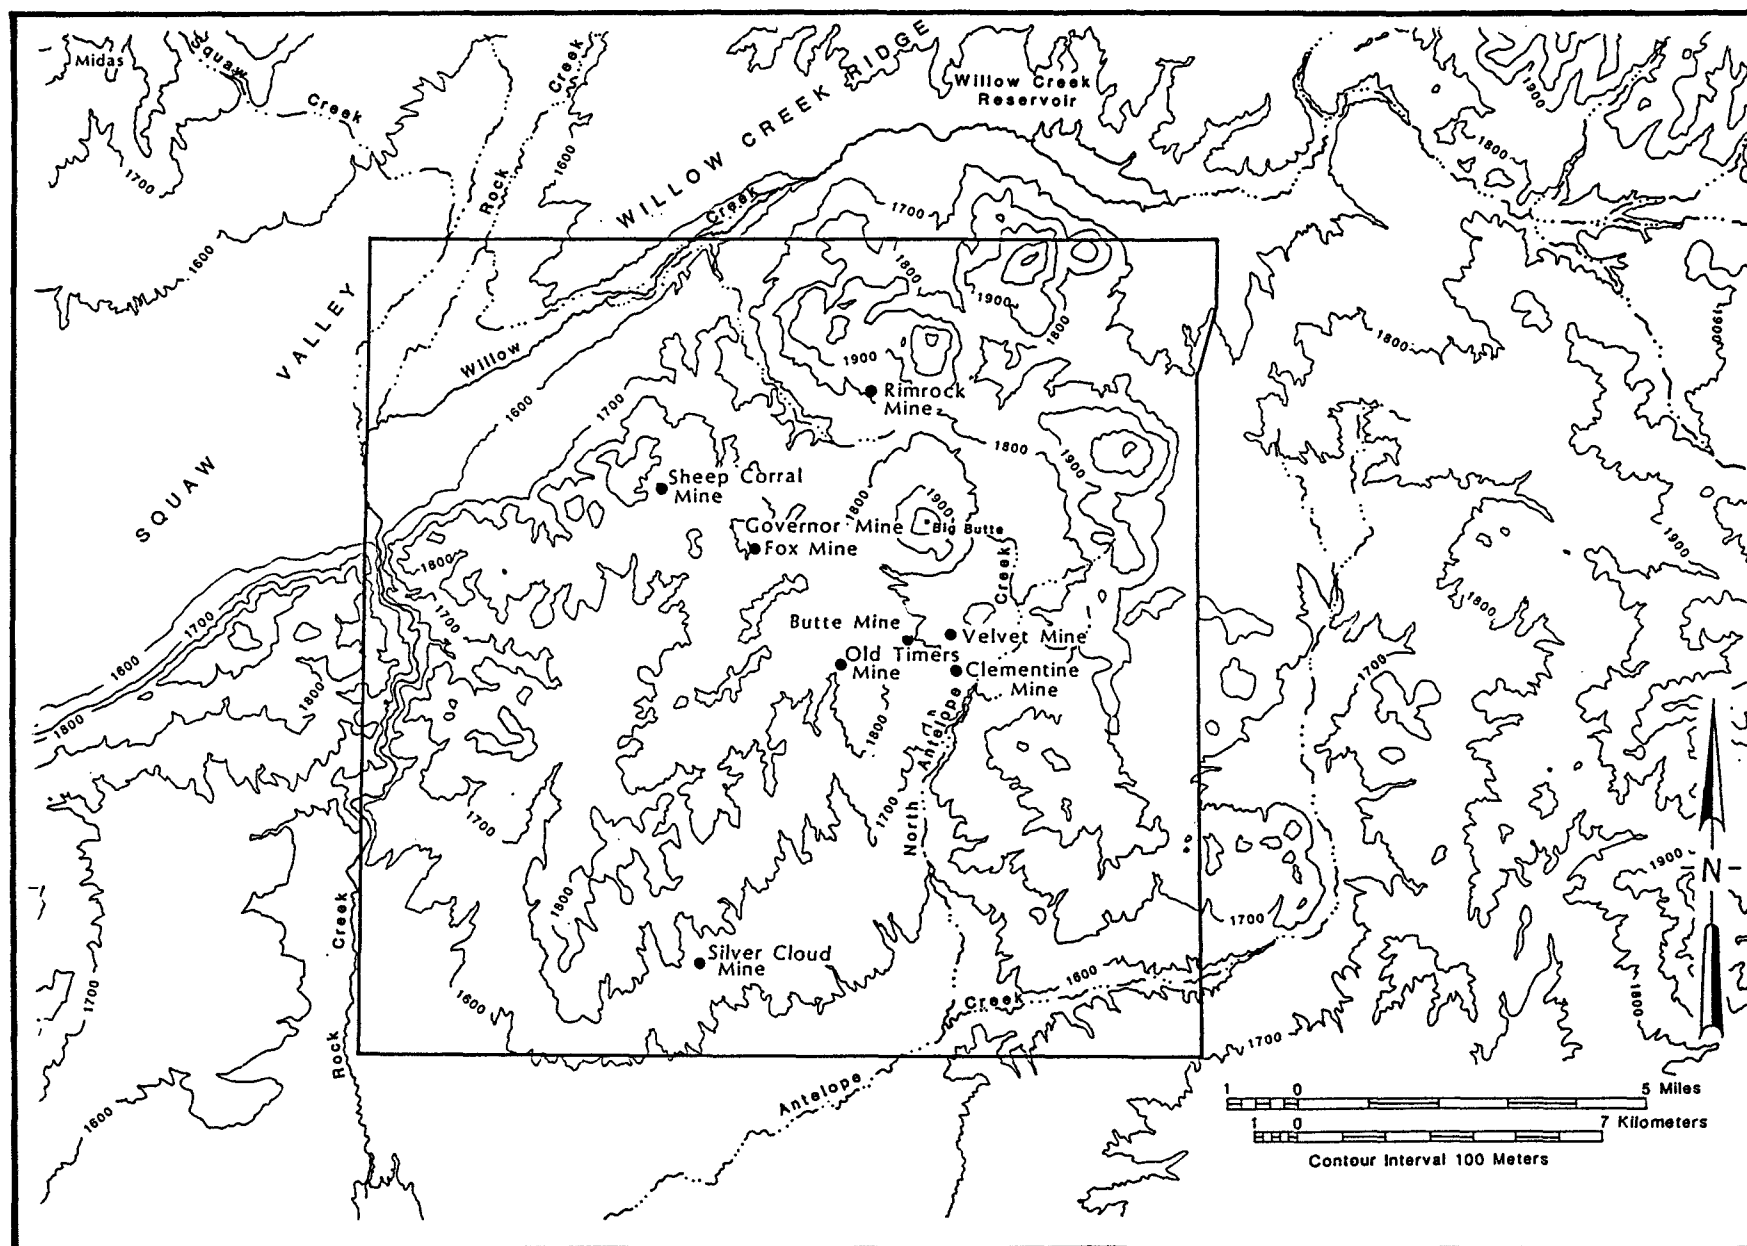 Midas
Squaw
Creek
Creek
Rock
1600
WILLOW CREEK RIDGE
Willow Creek
Reservoir
1900
1800
1700
1600
Creek
1700
1800
1900
1800
1900
1800
1900
SQUAW VALLEY
Willow
1600
1700
1900
Rimrock
Mine
1800
1900
Sheep Corral
Mine
1800
1900
Governor Mine
Big Butte
Fox Mine
1800
1900
1700
1800
Creek
1700
1600
Butte Mine
Velvet Mine
Old Timers
Mine
Clementine
Mine
1700
1800
1800
1800
North Antelope
1700
1700
1800
1900
N
1700
Creek
Silver Cloud
Mine
1600
1600
Creek
1700
1800
1700
Rock
1600
Antelope
1 0 5 Miles
1 0 7 Kilometers
Contour Interval 100 Meters